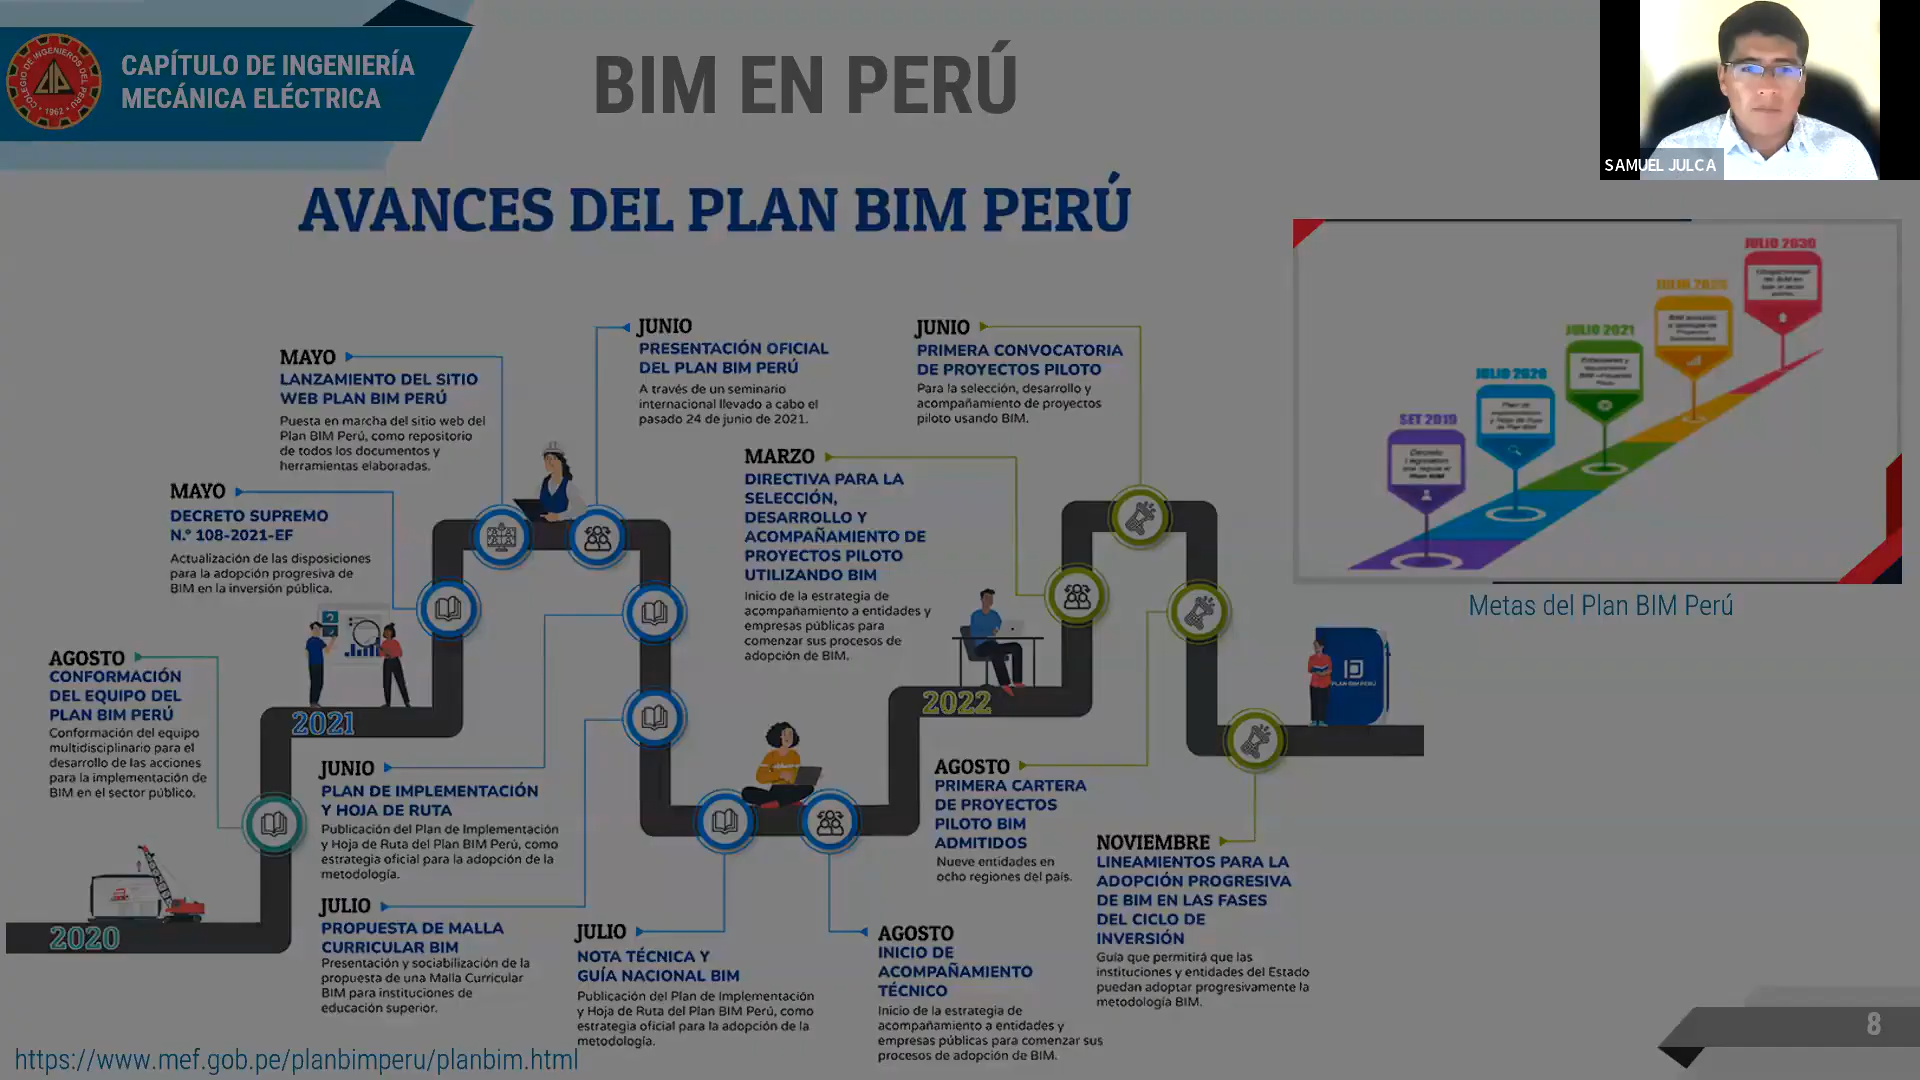 COLEGIO DE INGENIEROS DEL PERU
CIP
1962
CAPÍTULO DE INGENIERÍA
MECÁNICA ELÉCTRICA
BIM EN PERÚ
SAMUEL JULCA
AVANCES DEL PLAN BIM PERÚ
AGOSTO
CONFORMACIÓN
DEL EQUIPO DEL
PLAN BIM PERÚ
Conformación del equipo
multidisciplinario para el
desarrollo de las acciones
para la implementación de
BIM en el sector público.
2020
MAYO
DECRETO SUPREMO
N.° 108-2021-EF
Actualización de las disposiciones
para la adopción progresiva de
BIM en la inversión pública.
2021
MAYO
LANZAMIENTO DEL SITIO
WEB PLAN BIM PERÚ
Puesta en marcha del sitio web del
Plan BIM Perú, como repositorio
de todos los documentos y
herramientas elaboradas.
JUNIO
PRESENTACIÓN OFICIAL
DEL PLAN BIM PERÚ
A través de un seminario
internacional llevado a cabo el
pasado 24 de junio de 2021.
JUNIO
PLAN DE IMPLEMENTACIÓN
Y HOJA DE RUTA
Publicación del Plan de Implementación
y Hoja de Ruta del Plan BIM Perú, como
estrategia oficial para la adopción de la
metodología.
JULIO
PROPUESTA DE MALLA
CURRICULAR BIM
Presentación y sociabilización de la
propuesta de una Malla Curricular
BIM para instituciones de
educación superior.
JULIO
NOTA TÉCNICA Y
GUÍA NACIONAL BIM
Publicación del Plan de Implementación
y Hoja de Ruta del Plan BIM Perú, como
estrategia oficial para la adopción de la
metodología.
AGOSTO
INICIO DE
ACOMPAÑAMIENTO
TÉCNICO
Inicio de la estrategia de
acompañamiento a entidades y
empresas públicas para comenzar sus
procesos de adopción de BIM.
2022
MARZO
DIRECTIVA PARA LA
SELECCIÓN,
DESARROLLO Y
ACOMPAÑAMIENTO DE
PROYECTOS PILOTO
UTILIZANDO BIM
Inicio de la estrategia de
acompañamiento a entidades y
empresas públicas para
comenzar sus procesos de
adopción de BIM.
JUNIO
PRIMERA CONVOCATORIA
DE PROYECTOS PILOTO
Para la selección, desarrollo y
acompañamiento de proyectos
piloto usando BIM.
AGOSTO
PRIMERA CARTERA
DE PROYECTOS
PILOTO BIM
ADMITIDOS
Nueve entidades en
ocho regiones del país.
NOVIEMBRE
LINEAMIENTOS PARA LA
ADOPCIÓN PROGRESIVA
DE BIM EN LAS FASES
DEL CICLO DE
INVERSIÓN
Guía que permitirá que las
instituciones y entidades del Estado
puedan adoptar progresivamente la
metodología BIM.
PLAN BIM PERÚ
SET 2019
JULIO 2020
JULIO 2021
JULIO 2030
Metas del Plan BIM Perú
https://www.mef.gob.pe/planbimperu/planbim.html
8